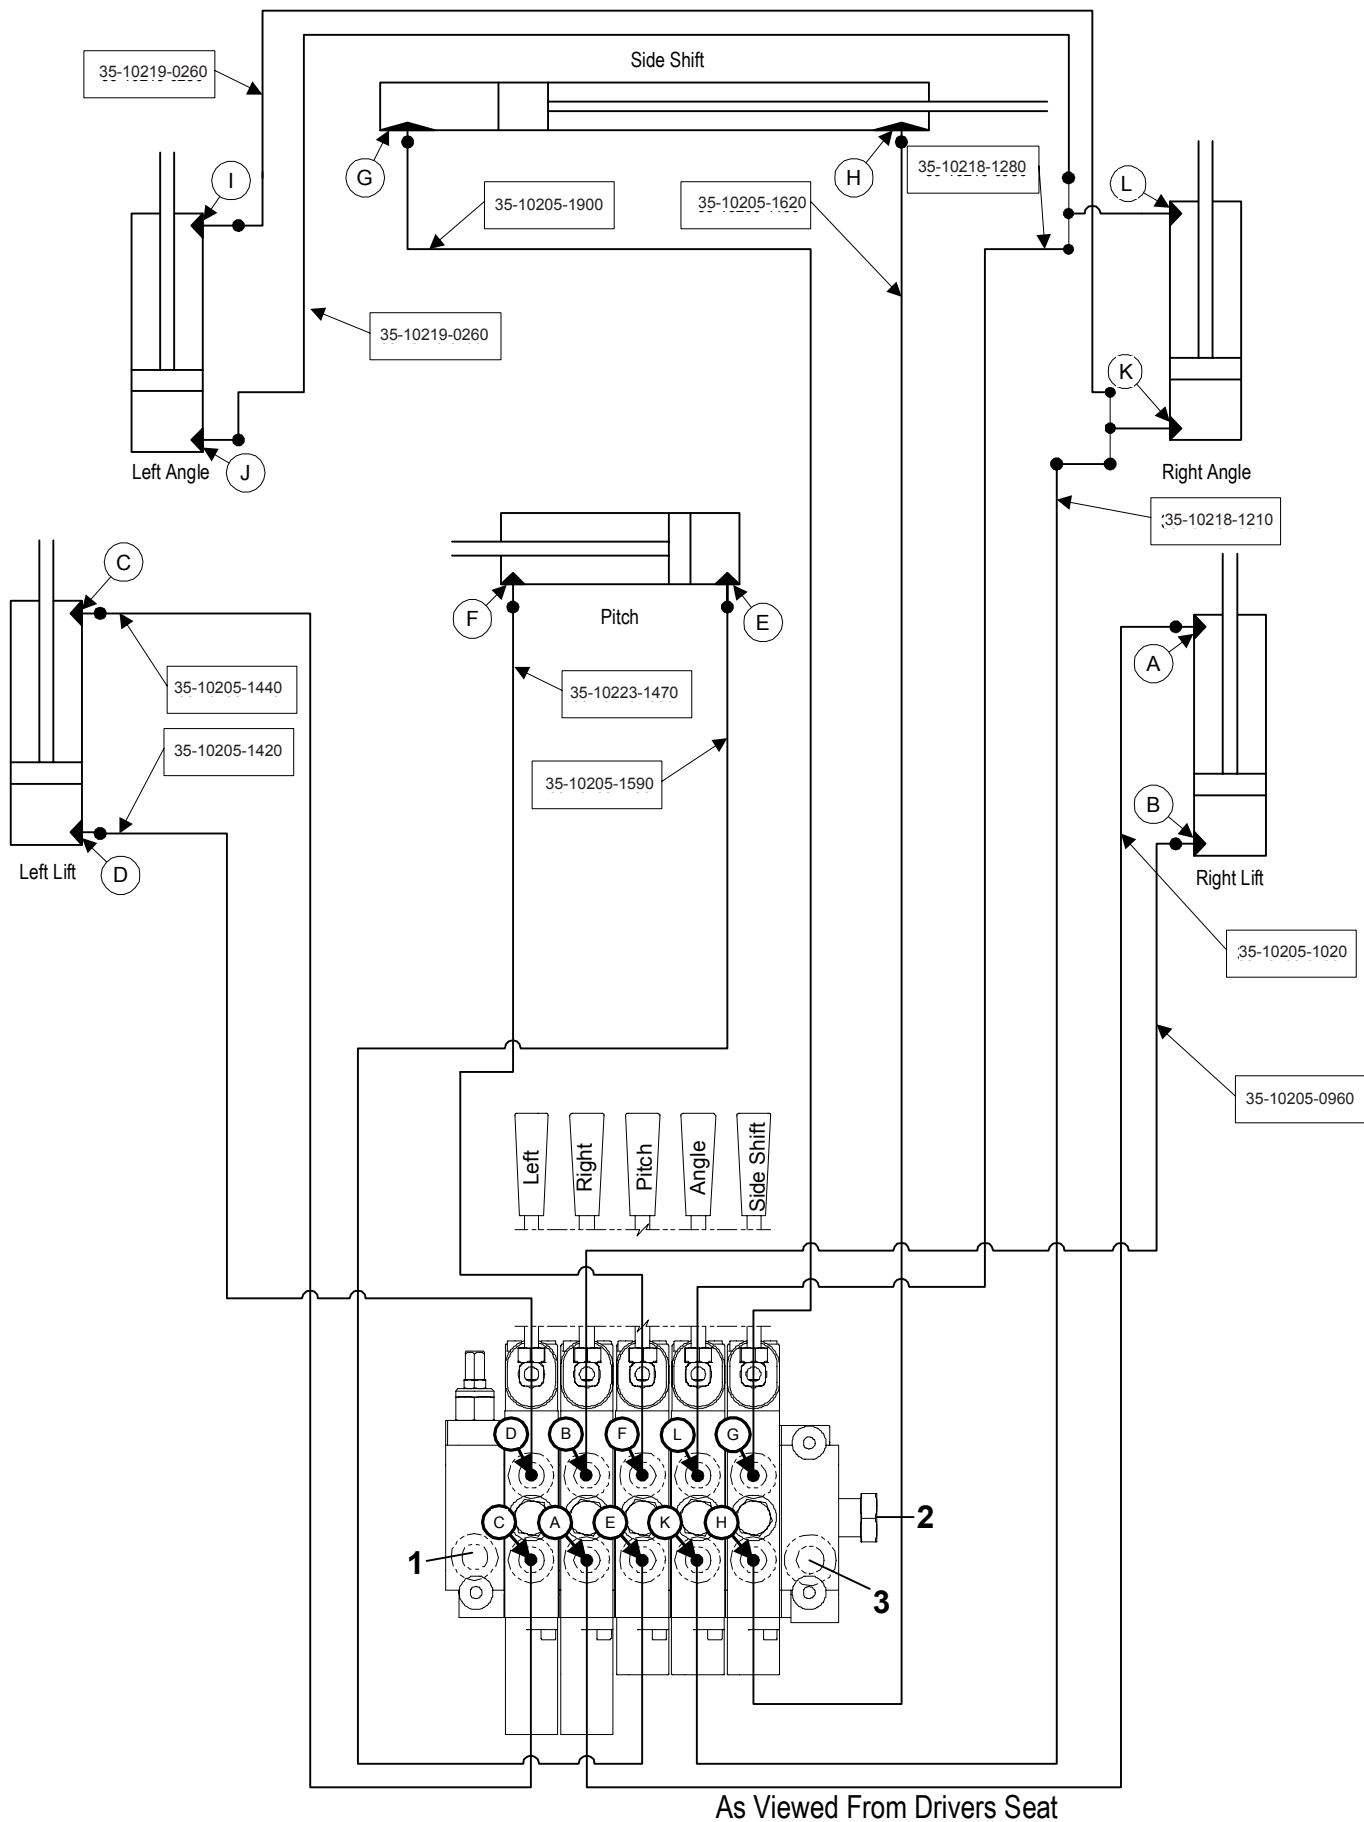 Side Shift
35-10219-0260
G
H
35-10218-1280
I
L
35-10205-1900
35-10205-1620
35-10219-0260
K
Left Angle
J
Right Angle
35-10218-1210
C
F
Pitch
E
A
35-10205-1440
35-10223-1470
35-10205-1420
35-10205-1590
B
Left Lift
D
Right Lift
35-10205-1020
35-10205-0960
Left
Right
Pitch
Angle
Side Shift
D
B
F
L
G
C
A
E
K
H
2
1
3
As Viewed From Drivers Seat